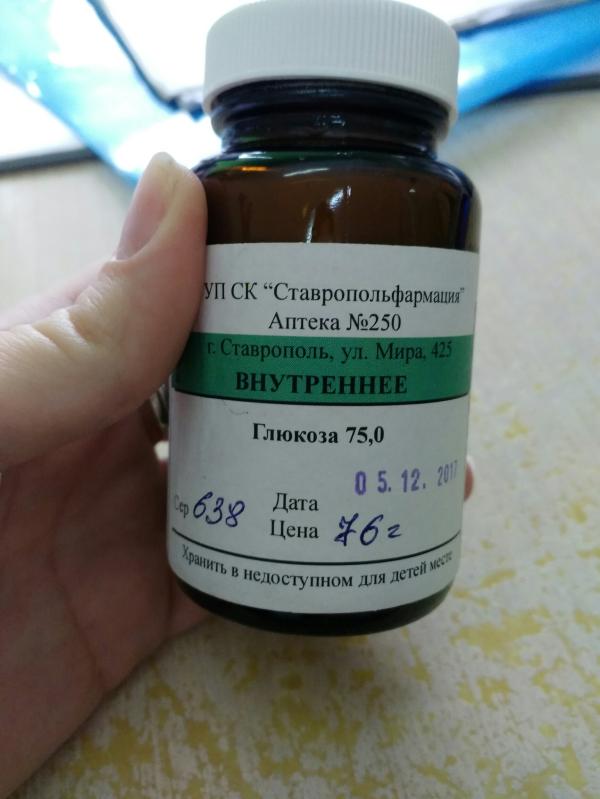 УП СК “Ставропольфармация”
Аптека №250
г. Ставрополь, ул. Мира, 425
ВНУТРЕННЕЕ
Глюкоза 75,0
05.12.2017
Сер 638 Дата
Цена 76 г
Хранить в недоступном для детей месте